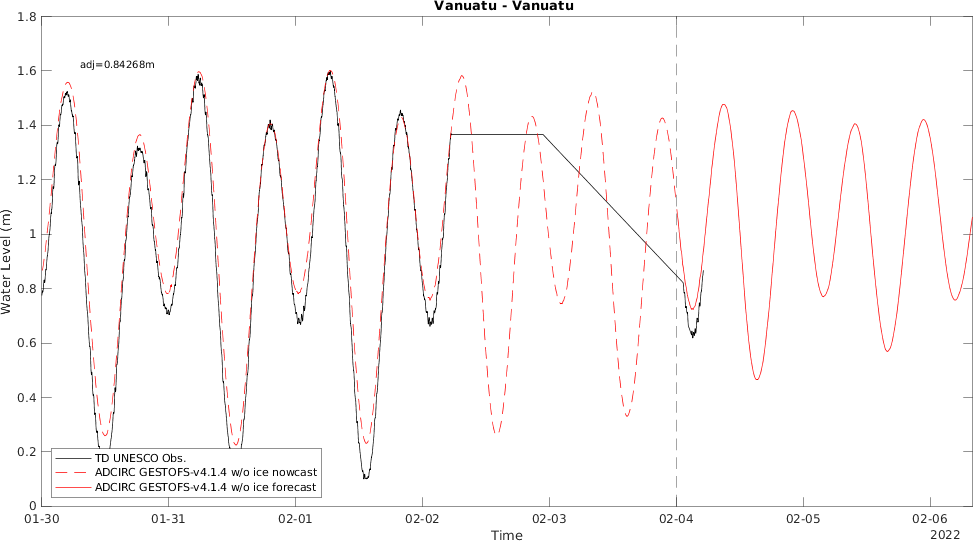 Vanuatu - Vanuatu
1.8
1.6
1.4
1.2
1
0.8
0.6
0.4
0.2
0
Water Level (m)
adj=0.84268m
TD UNESCO Obs.
ADCIRC GESTOFS-v4.1.4 w/o ice nowcast
ADCIRC GESTOFS-v4.1.4 w/o ice forecast
01-30 01-31 02-01 02-02 02-03 02-04 02-05 02-06
Time
2022